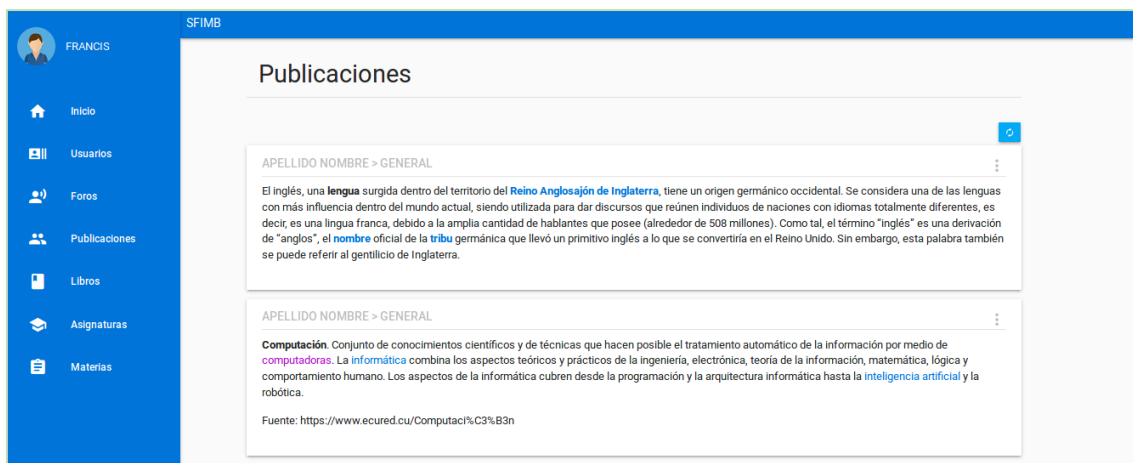 SFIMB
FRANCIS
Inicio
Usuarios
Foros
Publicaciones
Libros
Asignaturas
Materias
Publicaciones
APELLIDO NOMBRE > GENERAL
El inglés, una lengua surgida dentro del territorio del Reino Anglosajón de Inglaterra, tiene un origen germánico occidental. Se considera una de las lenguas
con más influencia dentro del mundo actual, siendo utilizada para dar discursos que reúnen individuos de naciones con idiomas totalmente diferentes, es
decir, es una lingua franca, debido a la amplia cantidad de hablantes que posee (alrededor de 508 millones). Como tal, el término “inglés” es una derivación
de “anglos”, el nombre oficial de la tribu germánica que llevó un primitivo inglés a lo que se convertiría en el Reino Unido. Sin embargo, esta palabra también
se puede referir al gentilicio de Inglaterra.
APELLIDO NOMBRE > GENERAL
Computación. Conjunto de conocimientos científicos y de técnicas que hacen posible el tratamiento automático de la información por medio de
computadoras. La informática combina los aspectos teóricos y prácticos de la ingeniería, electrónica, teoría de la información, matemática, lógica y
comportamiento humano. Los aspectos de la informática cubren desde la programación y la arquitectura informática hasta la inteligencia artificial y la
robótica.
Fuente: https://www.ecured.cu/Computaci%C3%B3n